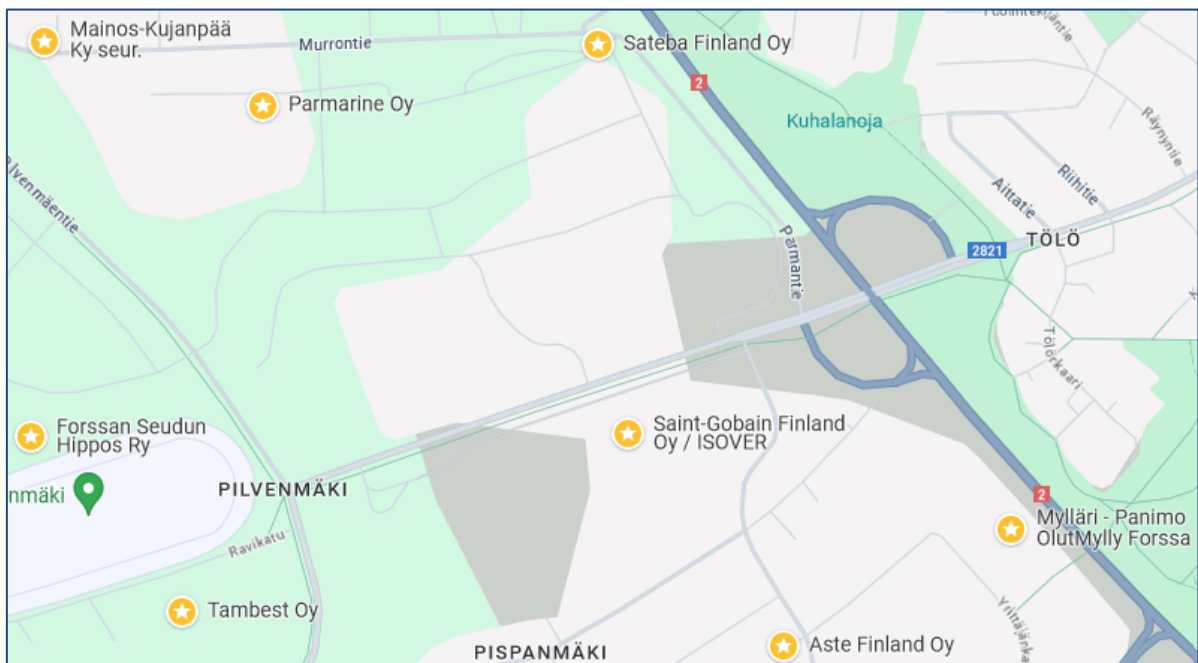 Mainos-Kujanpää
Ky seur.
Murrontie
Sateba Finland Oy
2
Parmarine Oy
Kuhalanoja
Räynyntie
Riihitie
Aittatie
Pilvenmäentie
Parmantie
2821
TÖLÖ
Tölönkaari
Forssan Seudun
Hippos Ry
Saint-Gobain Finland
Oy / ISOVER
nmäki
PILVENMÄKI
2
Mylläri - Panimo
OlutMylly Forssa
Ravikatu
Tambest Oy
Yrittäjänka
PISPANMÄKI
Aste Finland Oy